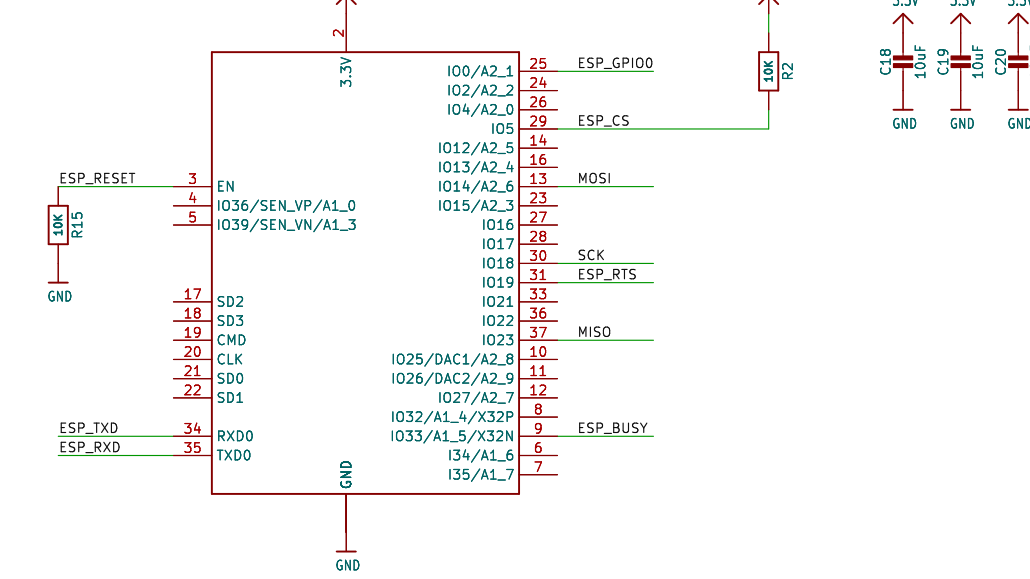 3.3V
3.3V
3.3V
2
3.3V
C18
10uF
C19
10uF
C20
GND
GND
GND
10K
R2
25
IO0/A2_1
ESP_GPIO0
24
IO2/A2_2
26
IO4/A2_0
29
IO5
ESP_CS
14
IO12/A2_5
16
IO13/A2_4
13
IO14/A2_6
MOSI
23
IO15/A2_3
27
IO16
28
IO17
30
IO18
SCK
31
IO19
ESP_RTS
33
IO21
36
IO22
37
IO23
MISO
10
IO25/DAC1/A2_8
11
IO26/DAC2/A2_9
12
IO27/A2_7
8
IO32/A1_4/X32P
9
IO33/A1_5/X32N
ESP_BUSY
6
I34/A1_6
7
I35/A1_7
ESP_RESET
3
EN
4
IO36/SEN_VP/A1_0
5
IO39/SEN_VN/A1_3
10K
R15
GND
17
SD2
18
SD3
19
CMD
20
CLK
21
SD0
22
SD1
ESP_TXD
34
RXD0
ESP_RXD
35
TXD0
GND
GND